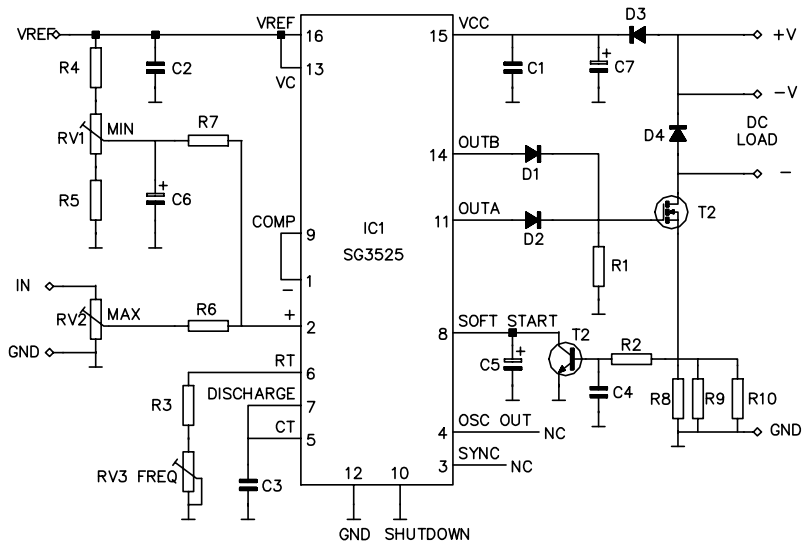 VREF
R4
C2
VREF
16
13
VC
RV1
MIN
R7
R5
C6
COMP
9
1
−
+
2
IN
RV2
MAX
R6
GND
RT
6
DISCHARGE
7
CT
5
R3
RV3 FREQ
C3
IC1
SG3525
12
10
GND
SHUTDOWN
15
VCC
C1
+
C7
D3
+V
−V
DC
LOAD
D4
−
14
OUTB
D1
11
OUTA
D2
R1
T2
8
SOFT START
+
C5
T2
R2
C4
R8
R9
R10
GND
4
OSC OUT
NC
3
SYNC
NC
+